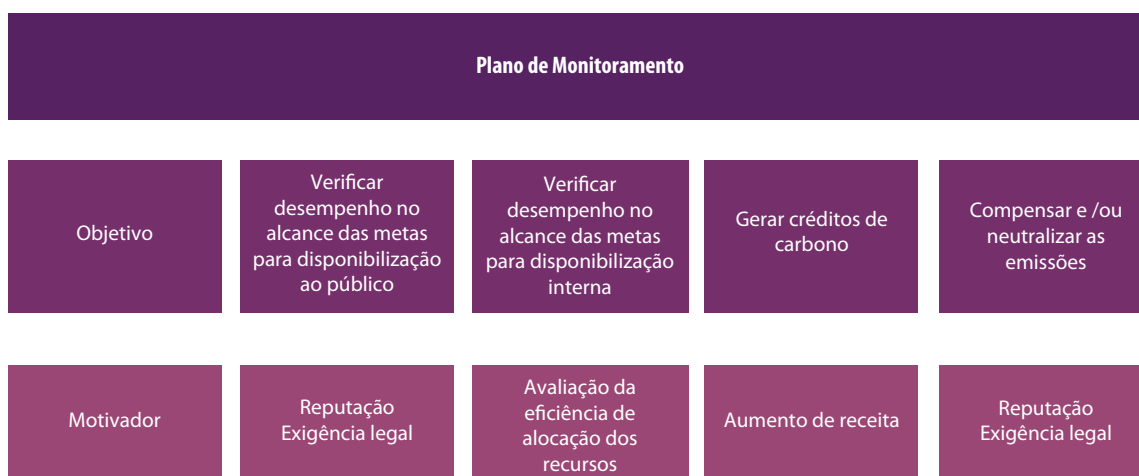 Plano de Monitoramento
Objetivo
Verificar
desempenho no
alcance das metas
para disponibilização
ao público
Verificar
desempenho no
alcance das metas
para disponibilização
interna
Gerar créditos de
carbono
Compensar e /ou
neutralizar as
emissões
Motivador
Reputação
Exigência legal
Avaliação da
eficiência de
alocação dos
recursos
Aumento de receita
Reputação
Exigência legal